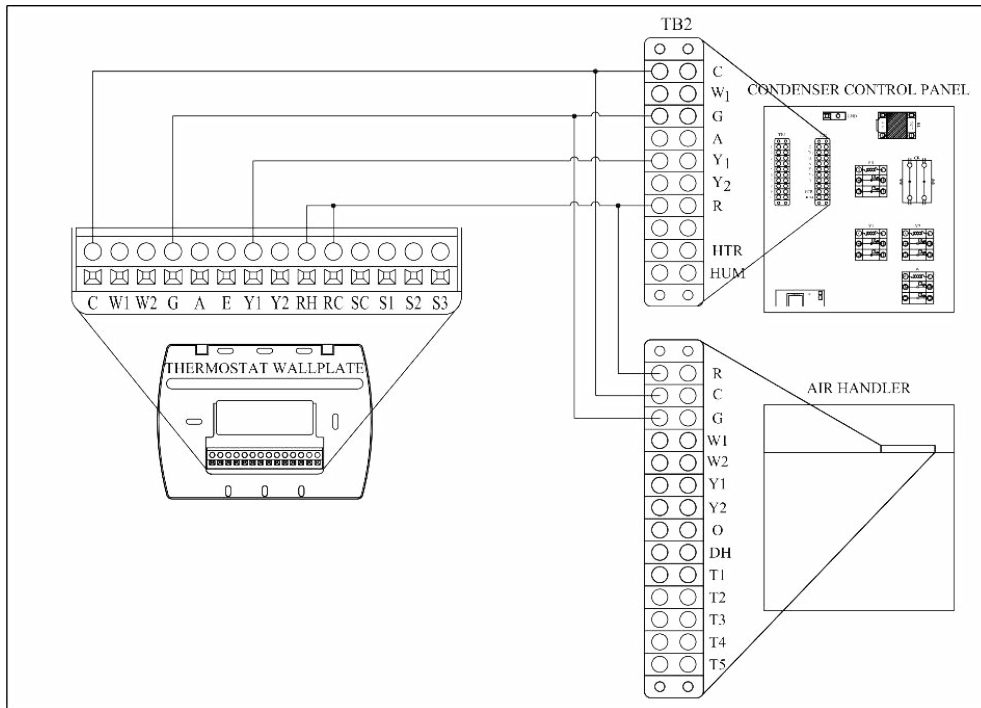 TB2
C
W1
G
A
Y1
Y2
R
HTR
HUM
CONDENSER CONTROL PANEL
C W1 W2 G A E Y1 Y2 RH RC SC S1 S2 S3
THERMOSTAT WALLPLATE
AIR HANDLER
R
C
G
W1
W2
Y1
Y2
O
DH
T1
T2
T3
T4
T5